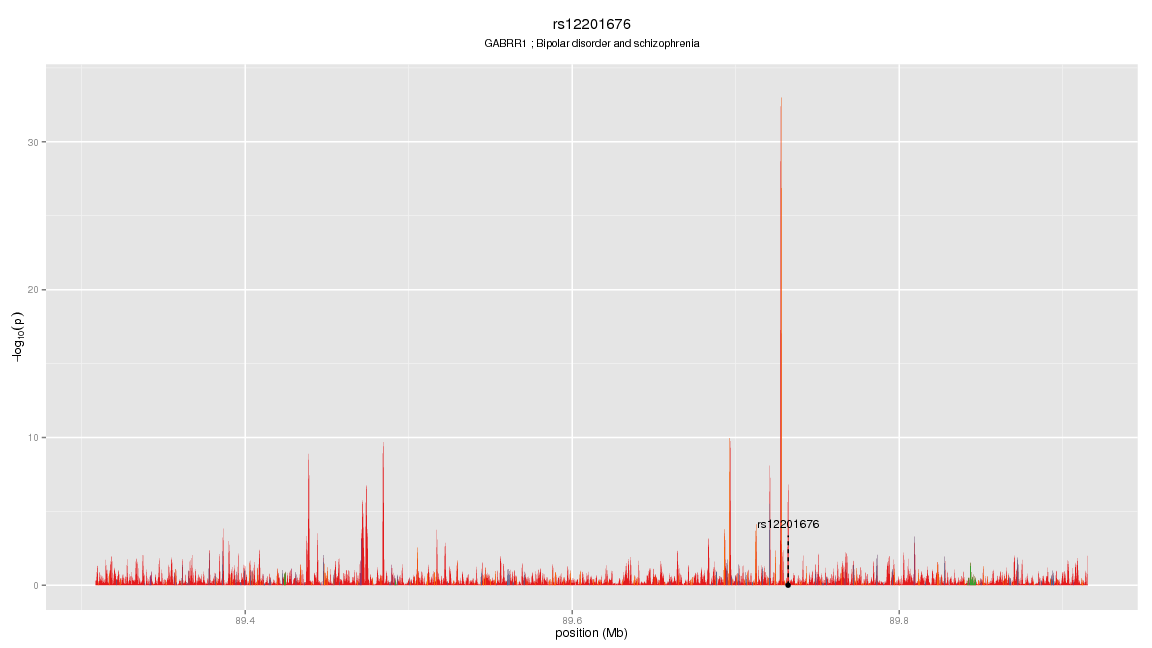 rs12201676
GABRR1 ; Bipolar disorder and schizophrenia
30
20
10
0
−log10(p)
rs12201676
89.4
89.6
89.8
position (Mb)